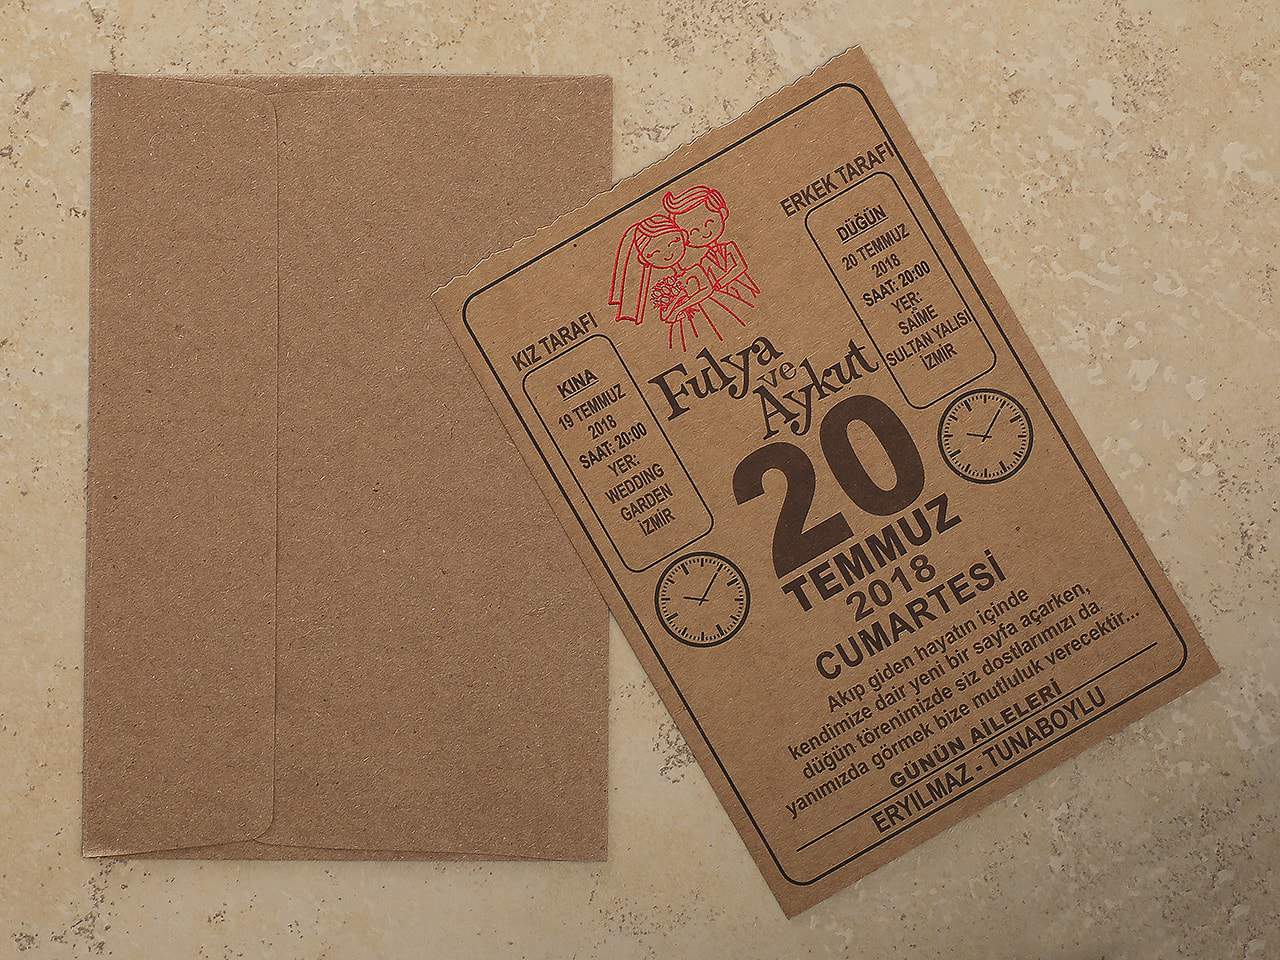 KIZ TARAFI
KINA
19 TEMMUZ
2018
SAAT: 20:00
YER:
WEDDING
GARDEN
İZMİR
ERKEK TARAFI
DÜĞÜN
20 TEMMUZ
2018
SAAT: 20:00
YER:
SAİME
SULTAN YALISI
İZMİR
Fulya
ve
Aykut
20
TEMMUZ
2018
CUMARTESİ
Akıp giden hayatın içinde
kendimize dair yeni bir sayfa açarken,
düğün törenimizde siz dostlarımızı da
yanımızda görmek bize mutluluk verecektir...
GÜNÜN AİLELERİ
ERYILMAZ - TUNABOYLU